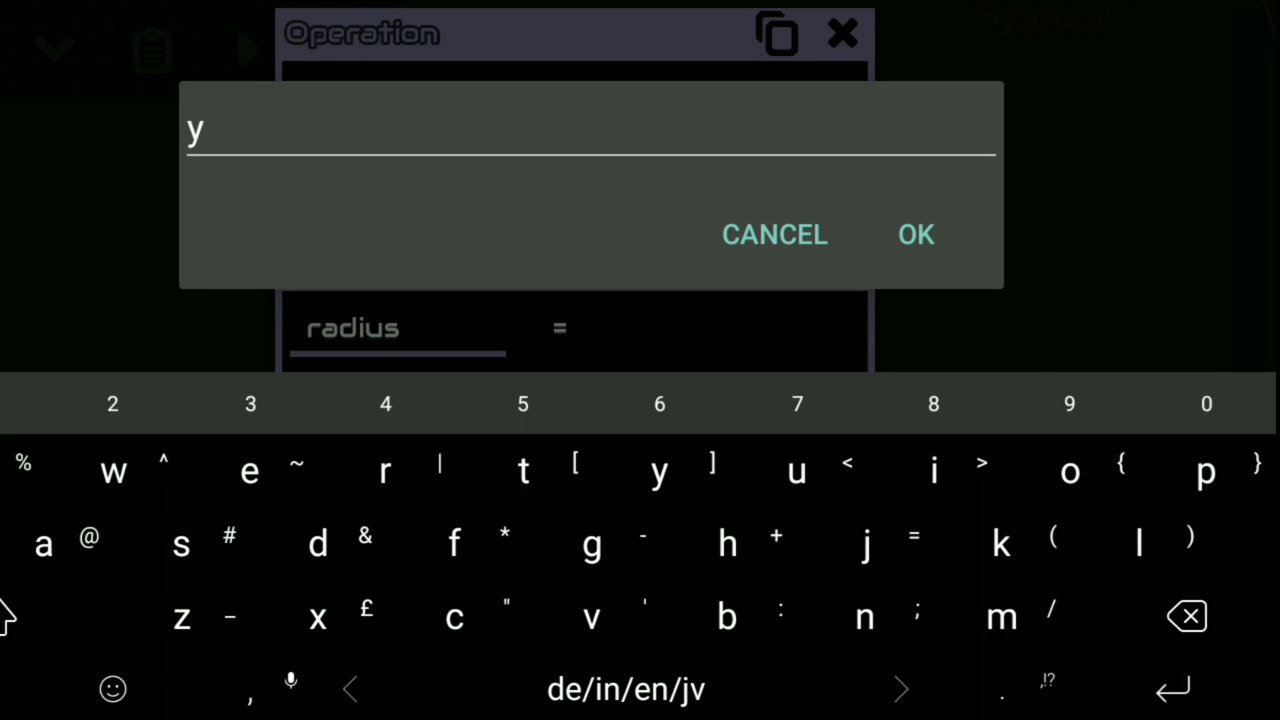 Operation
y
CANCEL OK
radius =
2 3 4 5 6 7 8 9 0
% w ^ e ~ r | t [ y ] u < i > o { p }
a @ s # d & f * g - h + j = k ( l )
z _ x £ c " v ' b : n ; m /
, < de/in/en/jv > . ,!?